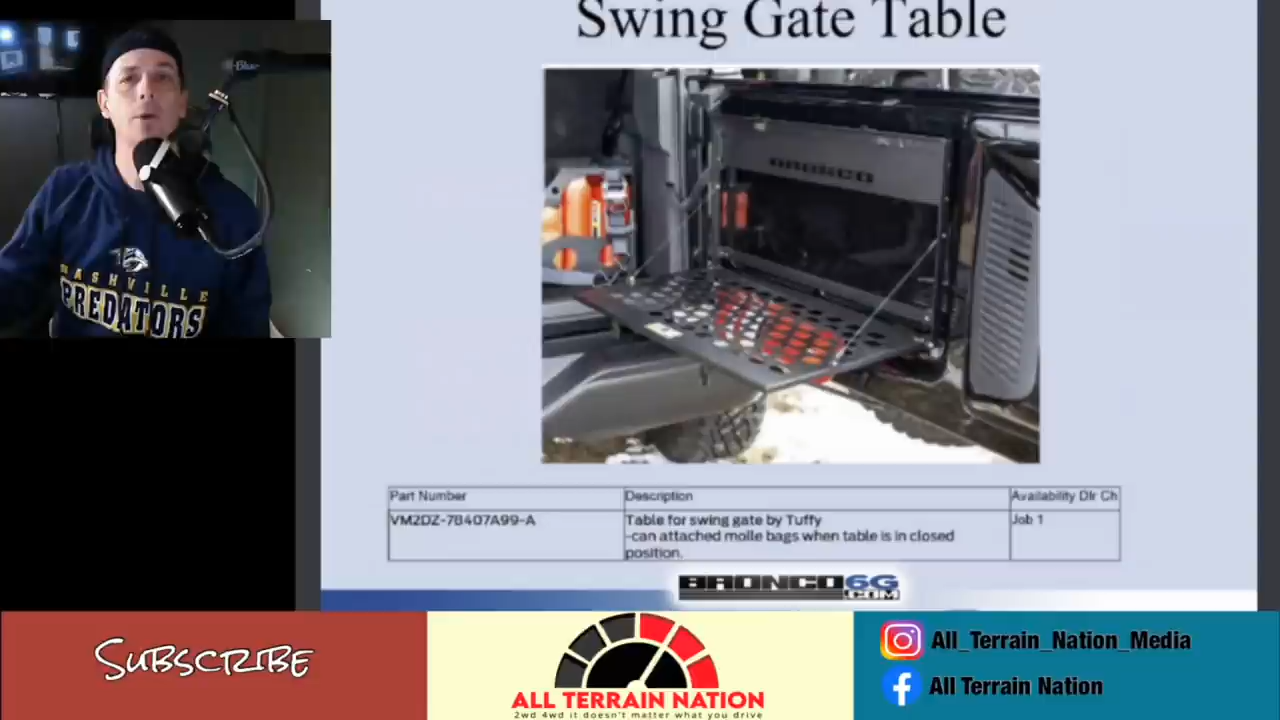 Swing Gate Table
Blue
NASHVILLE
PREDATORS
BRONCO
Part Number
Description
Availability Dlr Ch
VM2DZ-78407A99-A
Table for swing gate by Tuffy
-can attached molle bags when table is in closed
position.
Job 1
BRONCO6G
.COM
SUBSCRIBE
ALL TERRAIN NATION
2wd 4wd it doesn't matter what you drive
All_Terrain_Nation_Media
All Terrain Nation